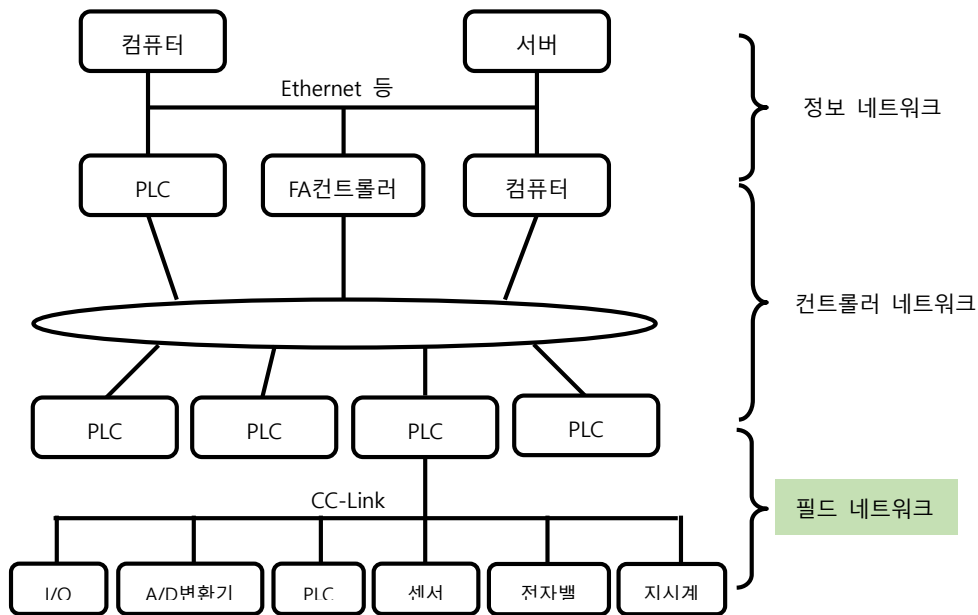 컴퓨터
서버
Ethernet 등
정보 네트워크
PLC
FA컨트롤러
컴퓨터
컨트롤러 네트워크
PLC
PLC
PLC
PLC
CC-Link
필드 네트워크
I/O
A/D변환기
PLC
센서
전자밸
지시계